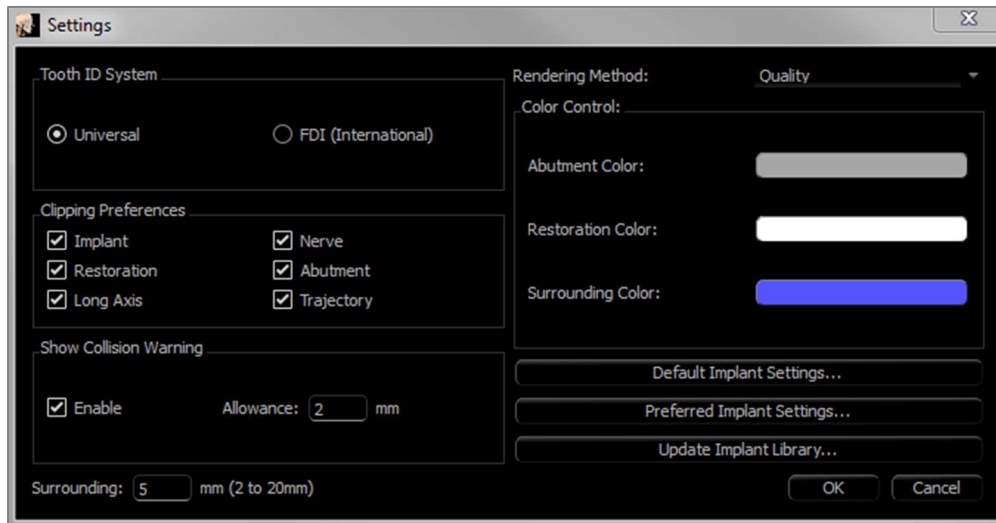 Settings
Tooth ID System
Universal
FDI (International)
Clipping Preferences
Implant
Nerve
Restoration
Abutment
Long Axis
Trajectory
Show Collision Warning
Enable
Allowance: 2 mm
Surrounding: 5 mm (2 to 20mm)
Rendering Method: Quality
Color Control:
Abutment Color:
Restoration Color:
Surrounding Color:
Default Implant Settings...
Preferred Implant Settings...
Update Implant Library...
OK
Cancel